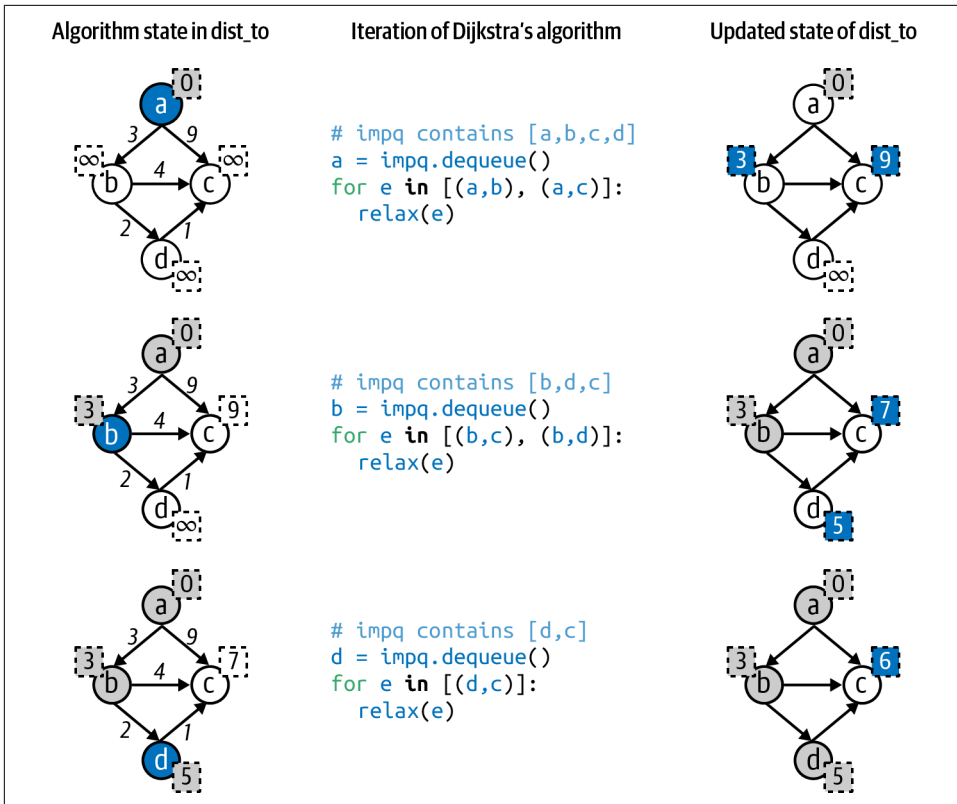 Algorithm state in dist_to
Iteration of Dijkstra's algorithm
Updated state of dist_to
a
0
3
9
∞
b
4
c
∞
2
1
d
∞
# impq contains [a,b,c,d]
a = impq.dequeue()
for e in [(a,b), (a,c)]:
relax(e)
a
0
3
b
c
9
d
∞
a
0
3
9
3
b
4
c
9
2
1
d
∞
# impq contains [b,d,c]
b = impq.dequeue()
for e in [(b,c), (b,d)]:
relax(e)
a
0
3
b
c
7
d
5
a
0
3
9
3
b
4
c
7
2
1
d
5
# impq contains [d,c]
d = impq.dequeue()
for e in [(d,c)]:
relax(e)
a
0
3
b
c
6
d
5